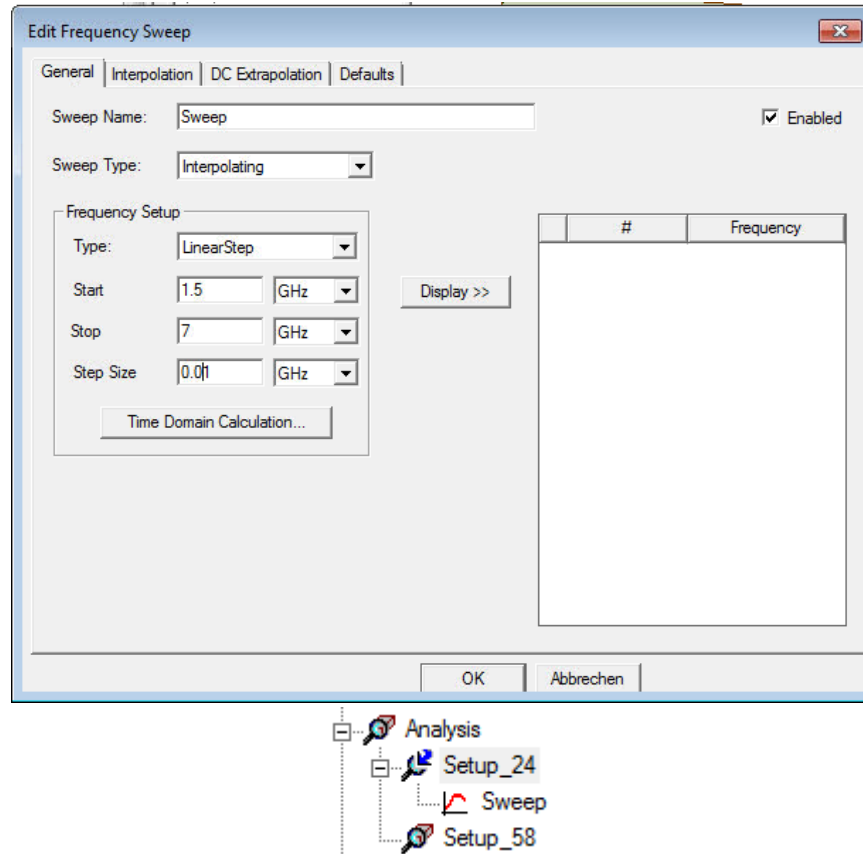 Edit Frequency Sweep
General Interpolation DC Extrapolation Defaults
Sweep Name: Sweep Enabled
Sweep Type: Interpolating
Frequency Setup
# Frequency
Type: LinearStep
Start 1.5 GHz Display >>
Stop 7 GHz
Step Size 0.01 GHz
Time Domain Calculation...
OK Abbrechen
Analysis
Setup_24
Sweep
Setup_58